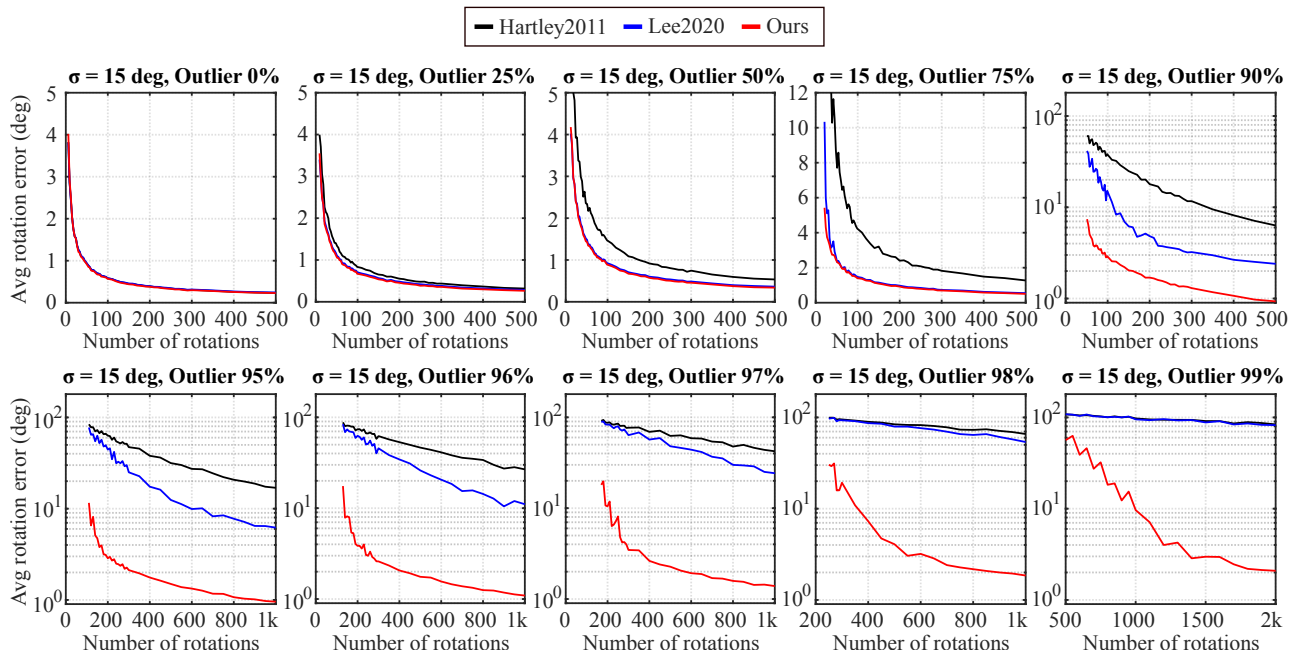 Hartley2011 Lee2020 Ours
σ = 15 deg, Outlier 0% σ = 15 deg, Outlier 25% σ = 15 deg, Outlier 50% σ = 15 deg, Outlier 75% σ = 15 deg, Outlier 90%
Avg rotation error (deg)
5 5 5 12 10²
4 4 4 10
3 3 3 8
2 2 2 6 10¹
1 1 1 4
0 0 0 2
0 10⁰
0 100 200 300 400 500 0 100 200 300 400 500 0 100 200 300 400 500 0 100 200 300 400 500 0 100 200 300 400 500
Number of rotations Number of rotations Number of rotations Number of rotations Number of rotations
σ = 15 deg, Outlier 95% σ = 15 deg, Outlier 96% σ = 15 deg, Outlier 97% σ = 15 deg, Outlier 98% σ = 15 deg, Outlier 99%
Avg rotation error (deg)
10² 10² 10² 10² 10²
10¹ 10¹ 10¹ 10¹ 10¹
10⁰ 10⁰ 10⁰ 10⁰ 10⁰
0 200 400 600 800 1k 0 200 400 600 800 1k 0 200 400 600 800 1k 200 400 600 800 1k 500 1000 1500 2k
Number of rotations Number of rotations Number of rotations Number of rotations Number of rotations